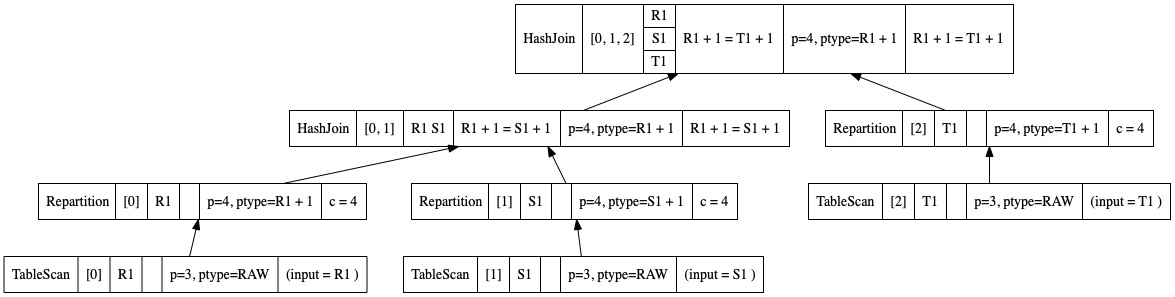 HashJoin [0, 1, 2] R1 S1 T1 R1 + 1 = T1 + 1 p=4, ptype=R1 + 1 R1 + 1 = T1 + 1
HashJoin [0, 1] R1 S1 R1 + 1 = S1 + 1 p=4, ptype=R1 + 1 R1 + 1 = S1 + 1
Repartition [2] T1 p=4, ptype=T1 + 1 c = 4
Repartition [0] R1 p=4, ptype=R1 + 1 c = 4
Repartition [1] S1 p=4, ptype=S1 + 1 c = 4
TableScan [2] T1 p=3, ptype=RAW (input = T1 )
TableScan [0] R1 p=3, ptype=RAW (input = R1 )
TableScan [1] S1 p=3, ptype=RAW (input = S1 )